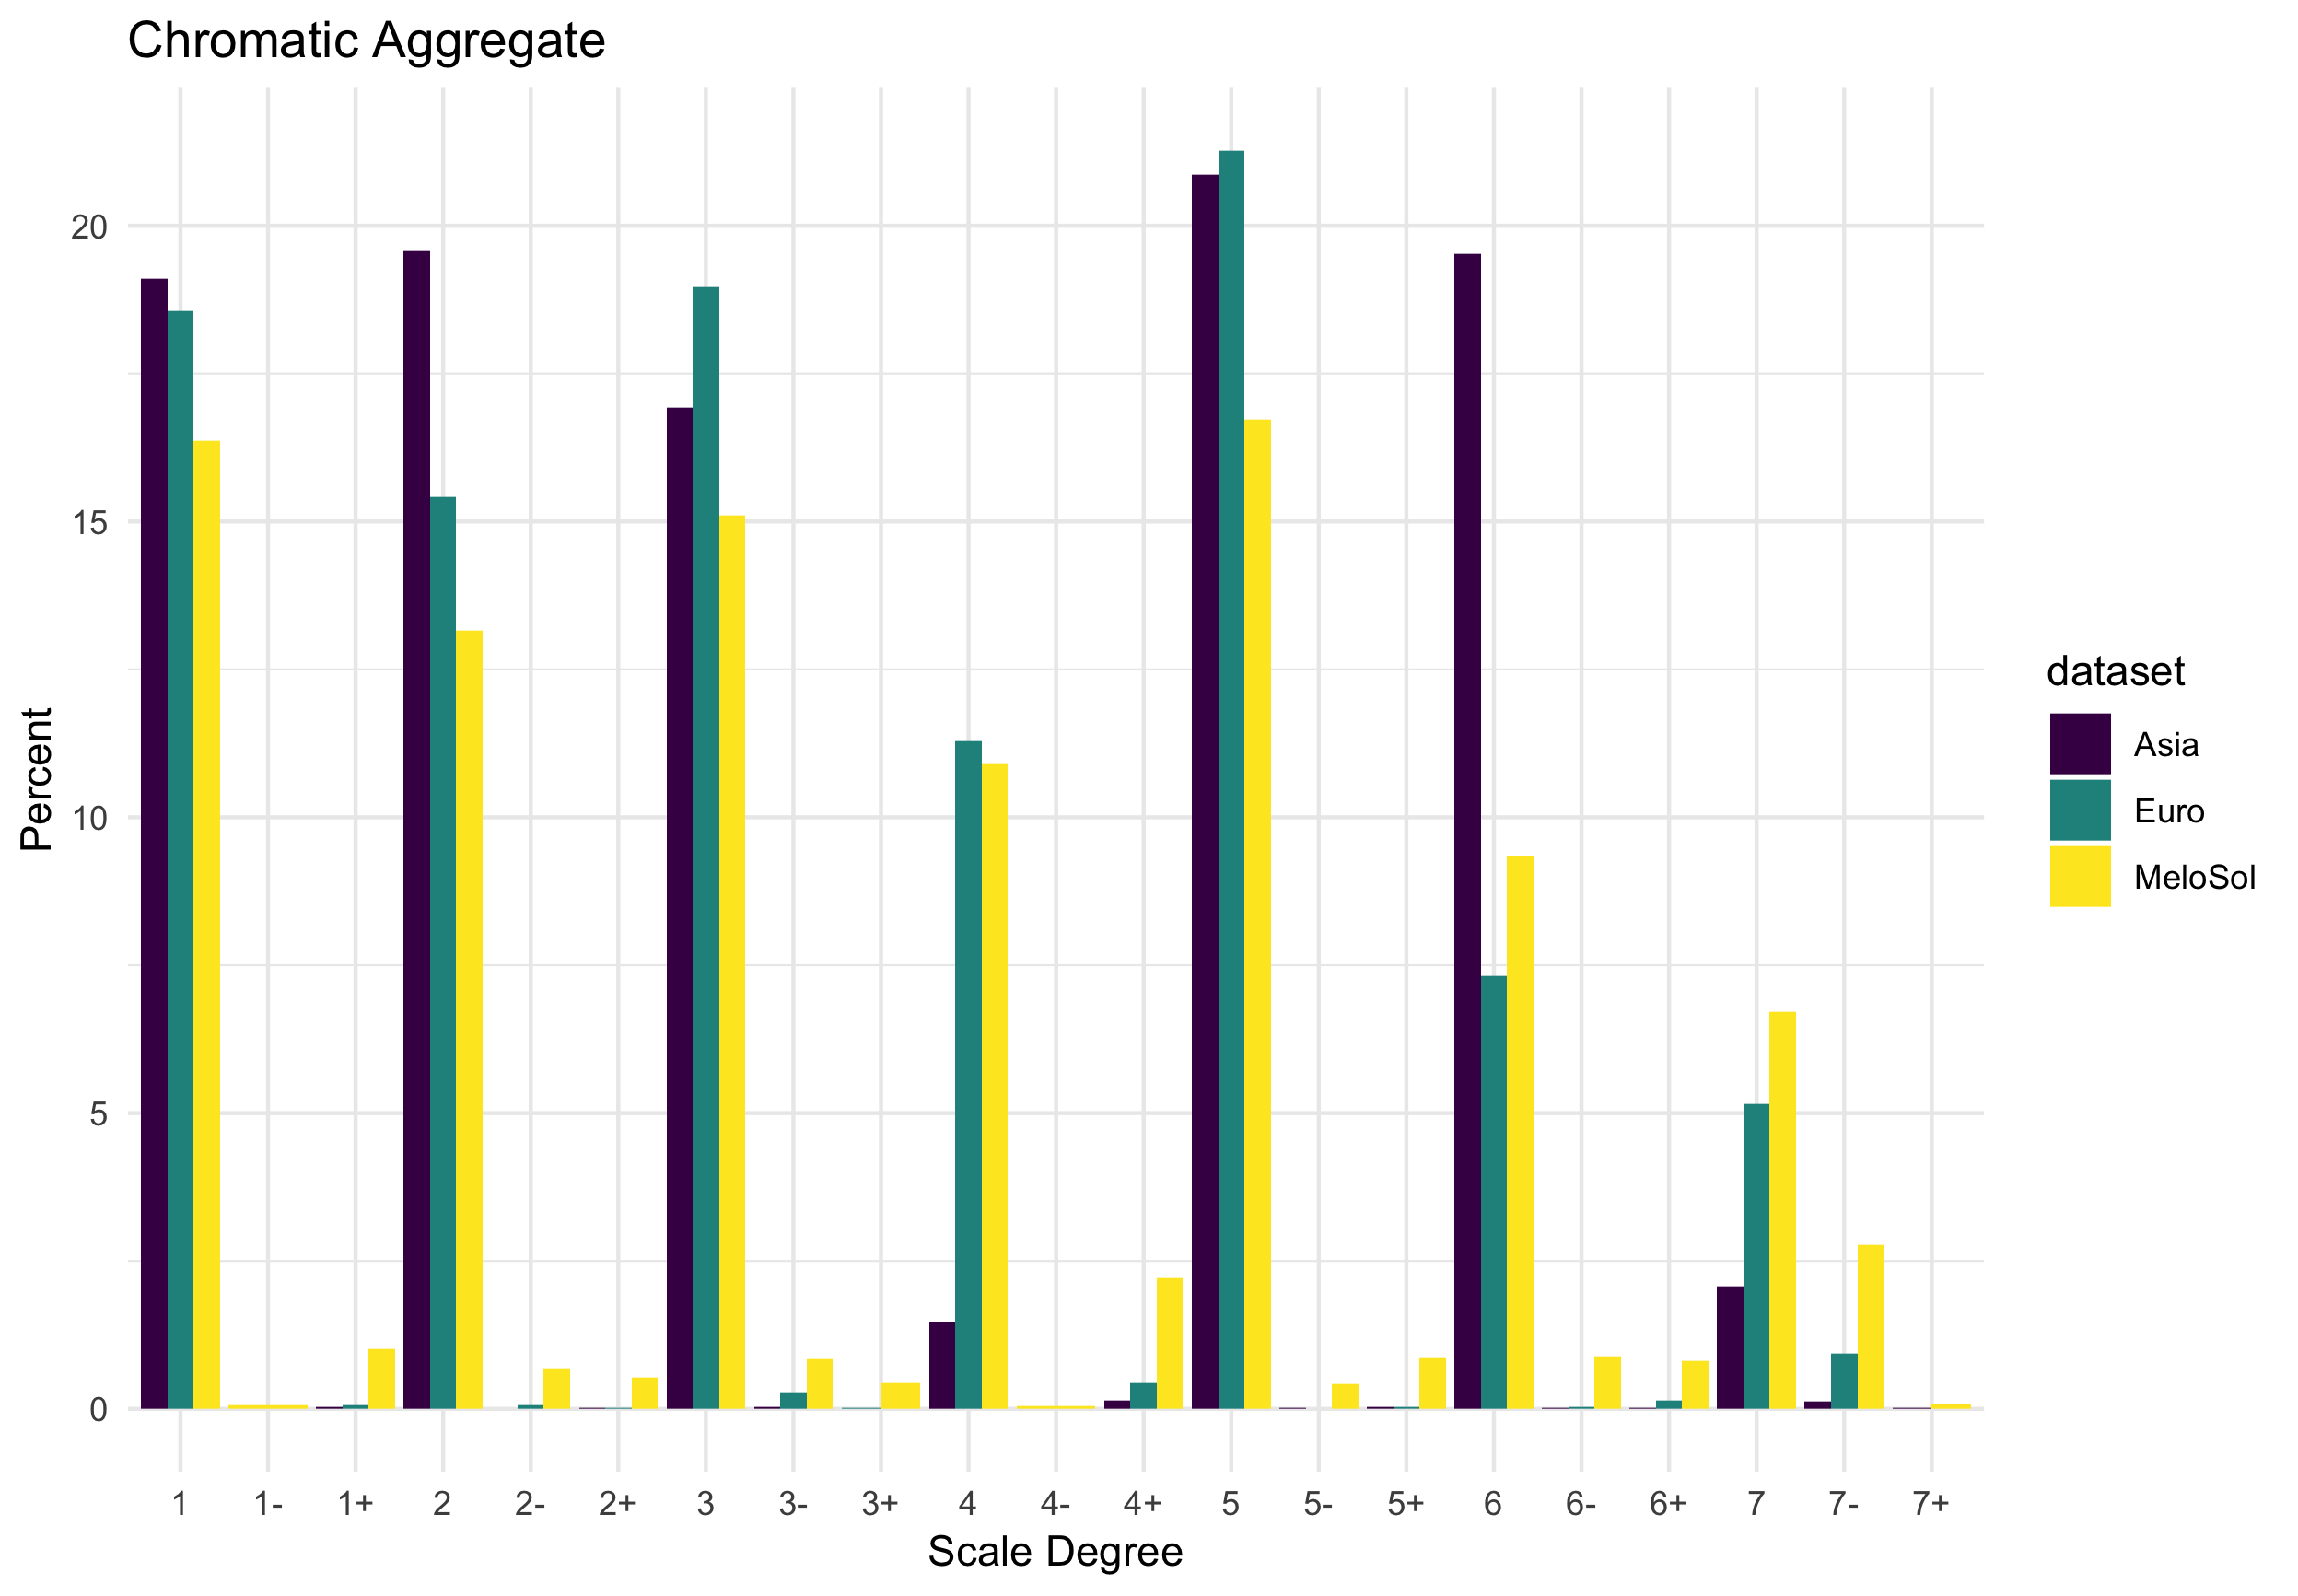 Chromatic Aggregate
20
15
10
5
0
Percent
1 1- 1+ 2 2- 2+ 3 3- 3+ 4 4- 4+ 5 5- 5+ 6 6- 6+ 7 7- 7+
Scale Degree
dataset
Asia
Euro
MeloSol